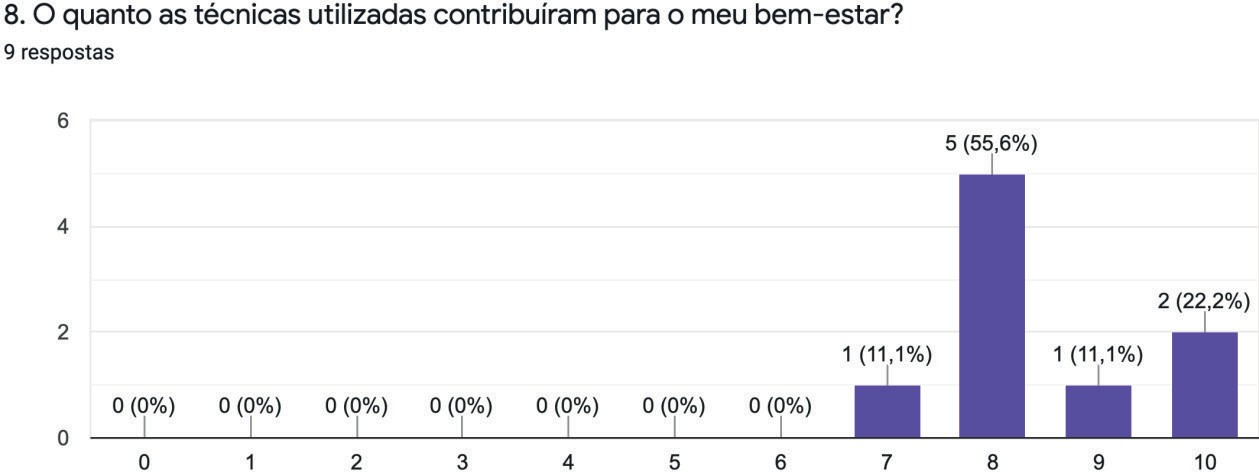 8. O quanto as técnicas utilizadas contribuíram para o meu bem-estar?
9 respostas
6
5 (55,6%)
4
2 (22,2%)
2
1 (11,1%) 1 (11,1%)
0 (0%) 0 (0%) 0 (0%) 0 (0%) 0 (0%) 0 (0%) 0 (0%)
0
0 1 2 3 4 5 6 7 8 9 10